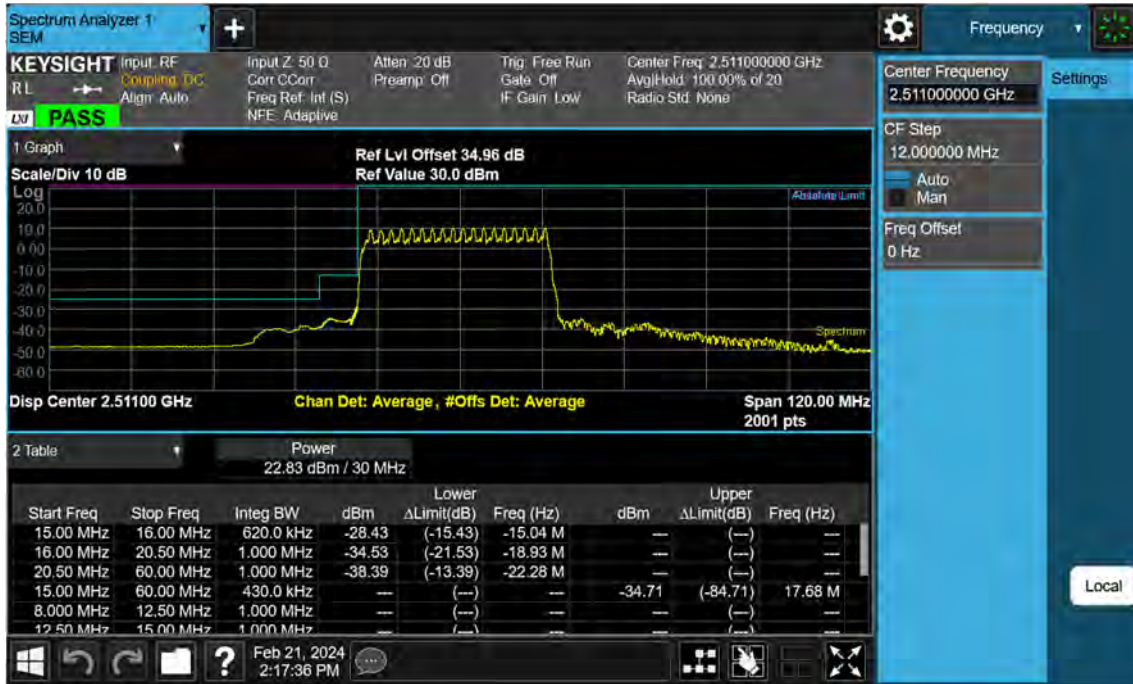 Spectrum Analyzer 1
SEM
Frequency
KEYSIGHT
RL
LXI
PASS
Input: RF
Coupling: DC
Align: Auto
Input Z: 50 Ω
Corr CCorr
Freq Ref: Int (S)
NFE: Adaptive
Atten: 20 dB
Preamp: Off
Trig: Free Run
Gate: Off
IF Gain: Low
Center Freq: 2.511000000 GHz
Avg|Hold: 100.00% of 20
Radio Std: None
Center Frequency
2.511000000 GHz
Settings
CF Step
12.000000 MHz
Auto
Man
Freq Offset
0 Hz
Local
1 Graph
Scale/Div 10 dB
Ref Lvl Offset 34.96 dB
Ref Value 30.0 dBm
Log
Absolute Limit
20.0
10.0
0.00
-10.0
-20.0
-30.0
-40.0
-50.0
-60.0
Spectrum
Disp Center 2.51100 GHz
Chan Det: Average, #Offs Det: Average
Span 120.00 MHz
2001 pts
2 Table
Power
22.83 dBm / 30 MHz
Lower Upper
Start Freq Stop Freq Integ BW dBm ΔLimit(dB) Freq (Hz) dBm ΔLimit(dB) Freq (Hz)
15.00 MHz 16.00 MHz 620.0 kHz -28.43 (-15.43) -15.04 M --- (---) ---
16.00 MHz 20.50 MHz 1.000 MHz -34.53 (-21.53) -18.93 M --- (---) ---
20.50 MHz 60.00 MHz 1.000 MHz -38.39 (-13.39) -22.28 M --- (---) ---
15.00 MHz 60.00 MHz 430.0 kHz --- (---) --- -34.71 (-84.71) 17.68 M
8.000 MHz 12.50 MHz 1.000 MHz --- (---) --- --- (---) ---
12.50 MHz 15.00 MHz 1.000 MHz --- (---) --- --- (---) ---
?
Feb 21, 2024
2:17:36 PM